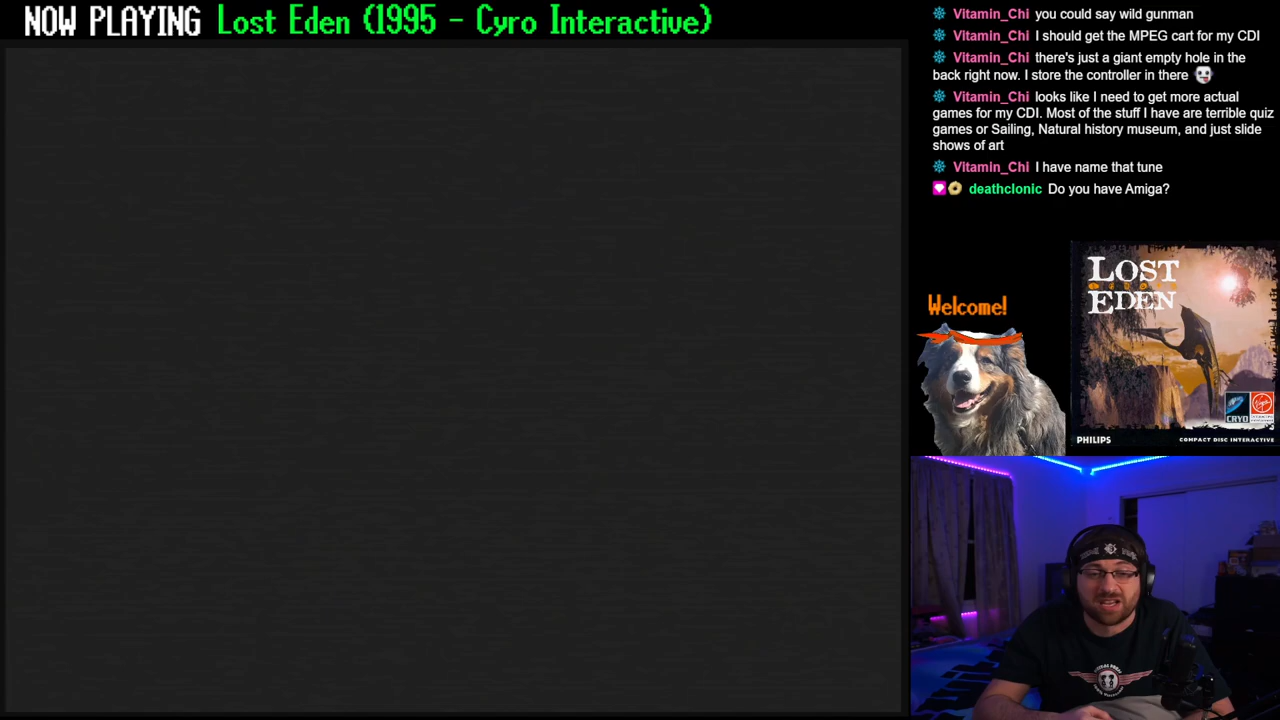 NOW PLAYING Lost Eden (1995 - Cyro Interactive)
Vitamin_Chi you could say wild gunman
Vitamin_Chi I should get the MPEG cart for my CDI
Vitamin_Chi there's just a giant empty hole in the
back right now. I store the controller in there
Vitamin_Chi looks like I need to get more actual
games for my CDI. Most of the stuff I have are terrible quiz
games or Sailing, Natural history museum, and just slide
shows of art
Vitamin_Chi I have name that tune
deathclonic Do you have Amiga?
Welcome!
LOST
EDEN
CRYO
Virgin
PHILIPS
COMPACT DISC INTERACTIVE